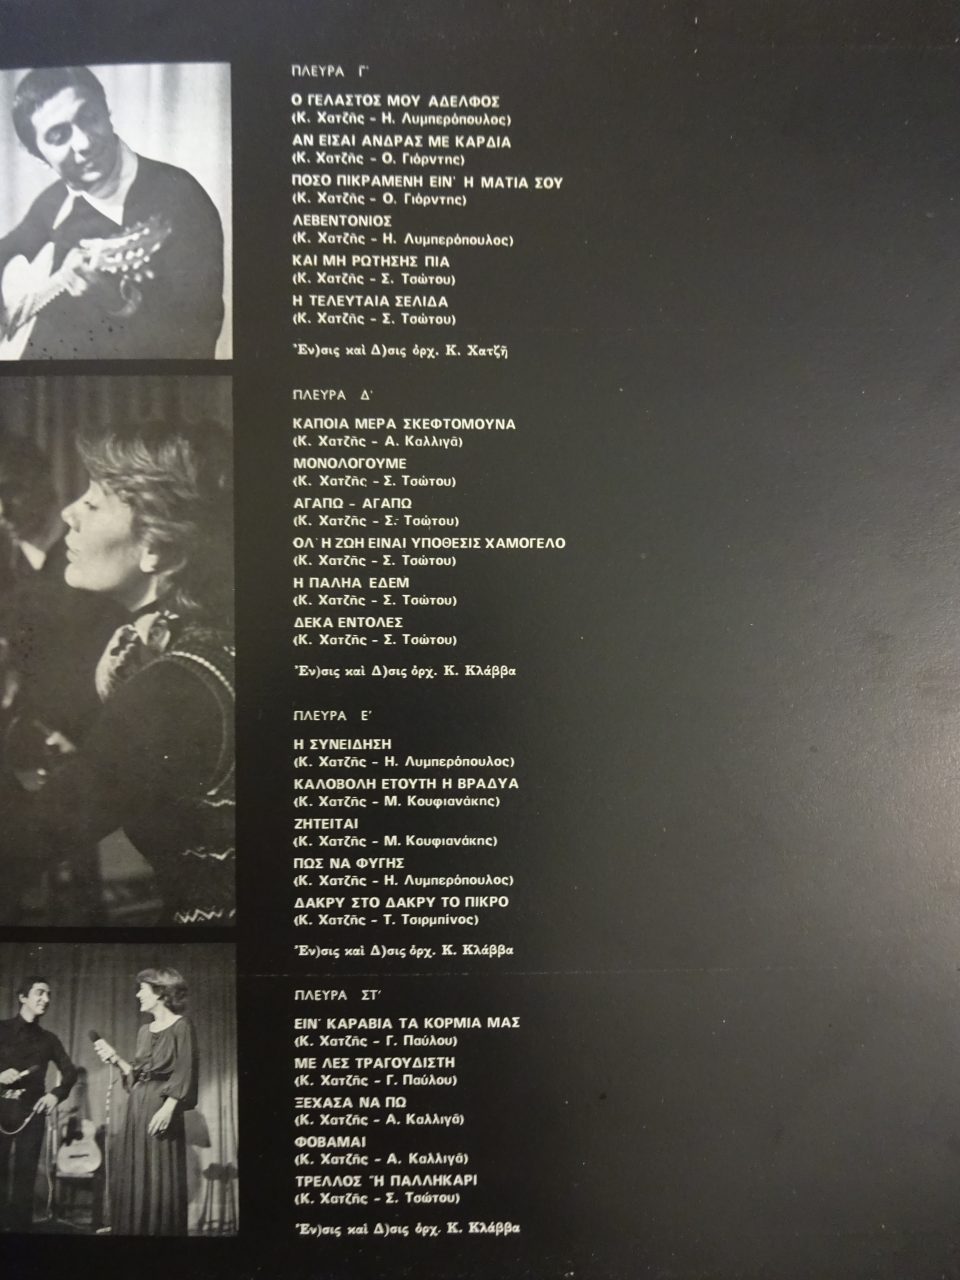 ΠΛΕΥΡΑ Γ'
Ο ΓΕΛΑΣΤΟΣ ΜΟΥ ΑΔΕΛΦΟΣ
(Κ. Χατζῆς - Η. Λυμπερόπουλος)
ΑΝ ΕΙΣΑΙ ΑΝΔΡΑΣ ΜΕ ΚΑΡΔΙΑ
(Κ. Χατζῆς - Ο. Γιόρντης)
ΠΟΣΟ ΠΙΚΡΑΜΕΝΗ ΕΙΝ' Η ΜΑΤΙΑ ΣΟΥ
(Κ. Χατζῆς - Ο. Γιόρντης)
ΛΕΒΕΝΤΟΝΙΟΣ
(Κ. Χατζῆς - Η. Λυμπερόπουλος)
ΚΑΙ ΜΗ ΡΩΤΗΣΗΣ ΠΙΑ
(Κ. Χατζῆς - Σ. Τσώτου)
Η ΤΕΛΕΥΤΑΙΑ ΣΕΛΙΔΑ
(Κ. Χατζῆς - Σ. Τσώτου)
Ἐν)σις καὶ Δ)σις ὀρχ. Κ. Χατζῆ
ΠΛΕΥΡΑ Δ'
ΚΑΠΟΙΑ ΜΕΡΑ ΣΚΕΦΤΟΜΟΥΝΑ
(Κ. Χατζῆς - Α. Καλλιγᾶ)
ΜΟΝΟΛΟΓΟΥΜΕ
(Κ. Χατζῆς - Σ. Τσώτου)
ΑΓΑΠΩ - ΑΓΑΠΩ
(Κ. Χατζῆς - Σ. Τσώτου)
ΟΛ' Η ΖΩΗ ΕΙΝΑΙ ΥΠΟΘΕΣΙΣ ΧΑΜΟΓΕΛΟ
(Κ. Χατζῆς - Σ. Τσώτου)
Η ΠΑΛΗΑ ΕΔΕΜ
(Κ. Χατζῆς - Σ. Τσώτου)
ΔΕΚΑ ΕΝΤΟΛΕΣ
(Κ. Χατζῆς - Σ. Τσώτου)
Ἐν)σις καὶ Δ)σις ὀρχ. Κ. Κλάββα
ΠΛΕΥΡΑ Ε'
Η ΣΥΝΕΙΔΗΣΗ
(Κ. Χατζῆς - Η. Λυμπερόπουλος)
ΚΑΛΟΒΟΛΗ ΕΤΟΥΤΗ Η ΒΡΑΔΥΑ
(Κ. Χατζῆς - Μ. Κουφιανάκης)
ΖΗΤΕΙΤΑΙ
(Κ. Χατζῆς - Μ. Κουφιανάκης)
ΠΩΣ ΝΑ ΦΥΓΗΣ
(Κ. Χατζῆς - Η. Λυμπερόπουλος)
ΔΑΚΡΥ ΣΤΟ ΔΑΚΡΥ ΤΟ ΠΙΚΡΟ
(Κ. Χατζῆς - Τ. Τσιρμπίνος)
Ἐν)σις καὶ Δ)σις ὀρχ. Κ. Κλάββα
ΠΛΕΥΡΑ ΣΤ'
ΕΙΝ' ΚΑΡΑΒΙΑ ΤΑ ΚΟΡΜΙΑ ΜΑΣ
(Κ. Χατζῆς - Γ. Παύλου)
ΜΕ ΛΕΣ ΤΡΑΓΟΥΔΙΣΤΗ
(Κ. Χατζῆς - Γ. Παύλου)
ΞΕΧΑΣΑ ΝΑ ΠΩ
(Κ. Χατζῆς - Α. Καλλιγᾶ)
ΦΟΒΑΜΑΙ
(Κ. Χατζῆς - Α. Καλλιγᾶ)
ΤΡΕΛΛΟΣ Ἢ ΠΑΛΛΗΚΑΡΙ
(Κ. Χατζῆς - Σ. Τσώτου)
Ἐν)σις καὶ Δ)σις ὀρχ. Κ. Κλάββα